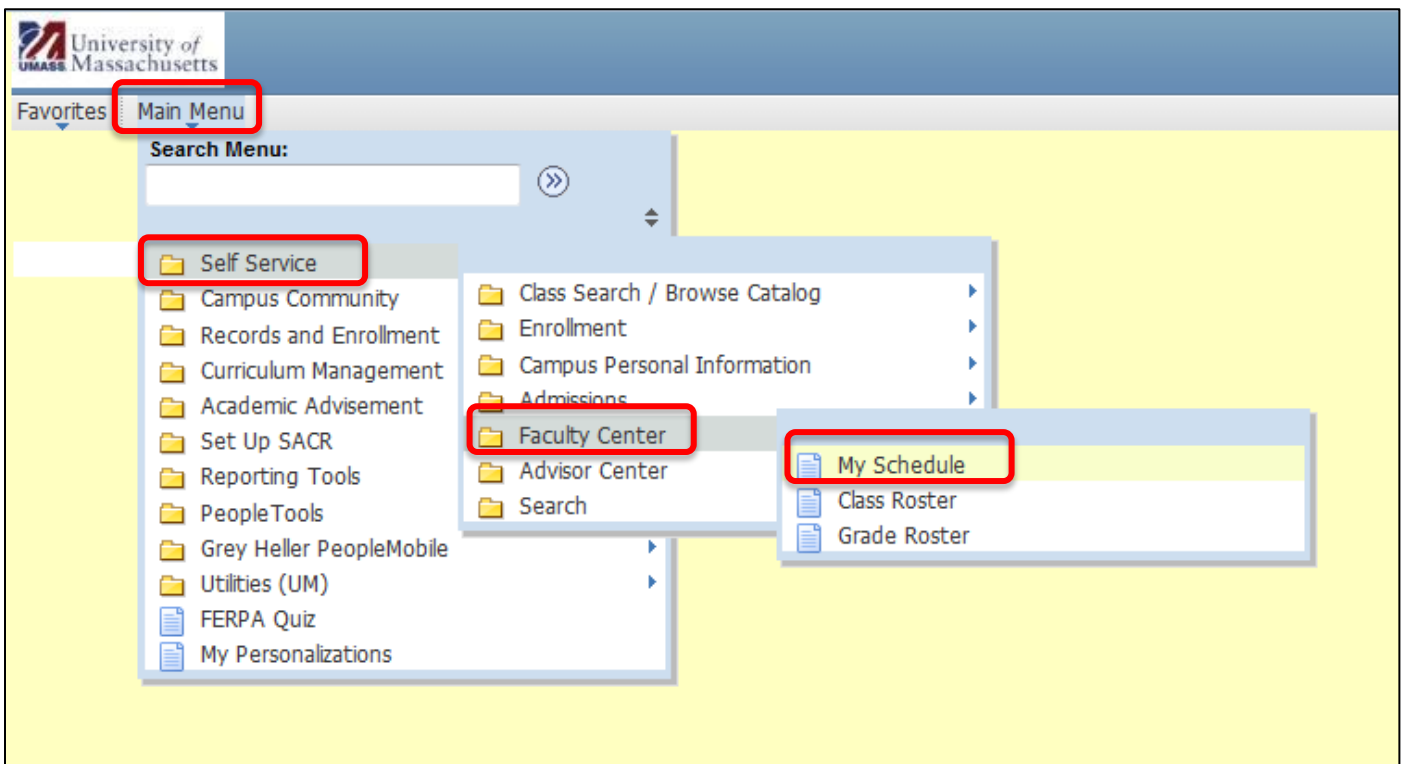 University of
UMASS Massachusetts
Favorites Main Menu
Search Menu:
Self Service
Campus Community
Records and Enrollment
Curriculum Management
Academic Advisement
Set Up SACR
Reporting Tools
PeopleTools
Grey Heller PeopleMobile
Utilities (UM)
FERPA Quiz
My Personalizations
Class Search / Browse Catalog
Enrollment
Campus Personal Information
Admissions
Faculty Center
Advisor Center
Search
My Schedule
Class Roster
Grade Roster